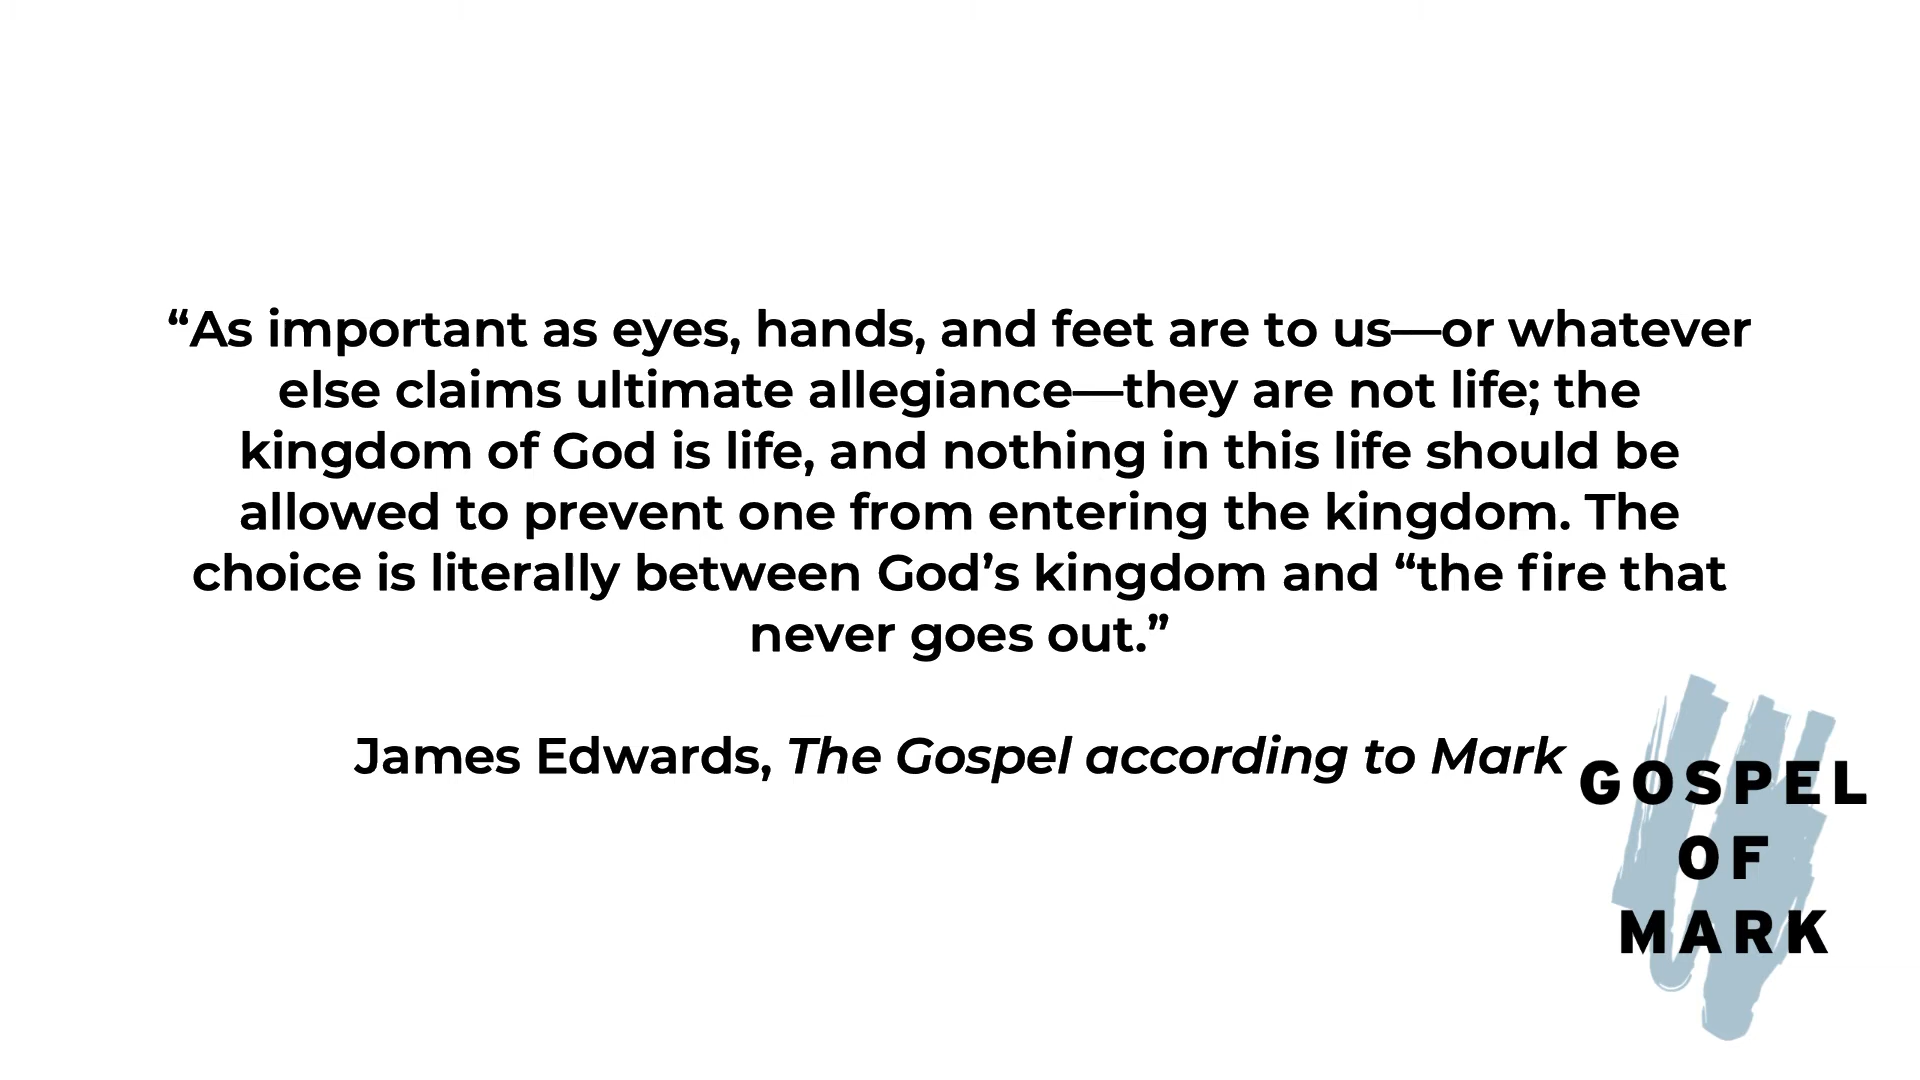 “As important as eyes, hands, and feet are to us—or whatever
else claims ultimate allegiance—they are not life; the
kingdom of God is life, and nothing in this life should be
allowed to prevent one from entering the kingdom. The
choice is literally between God’s kingdom and “the fire that
never goes out.”
James Edwards, The Gospel according to Mark
GOSPEL
OF
MARK